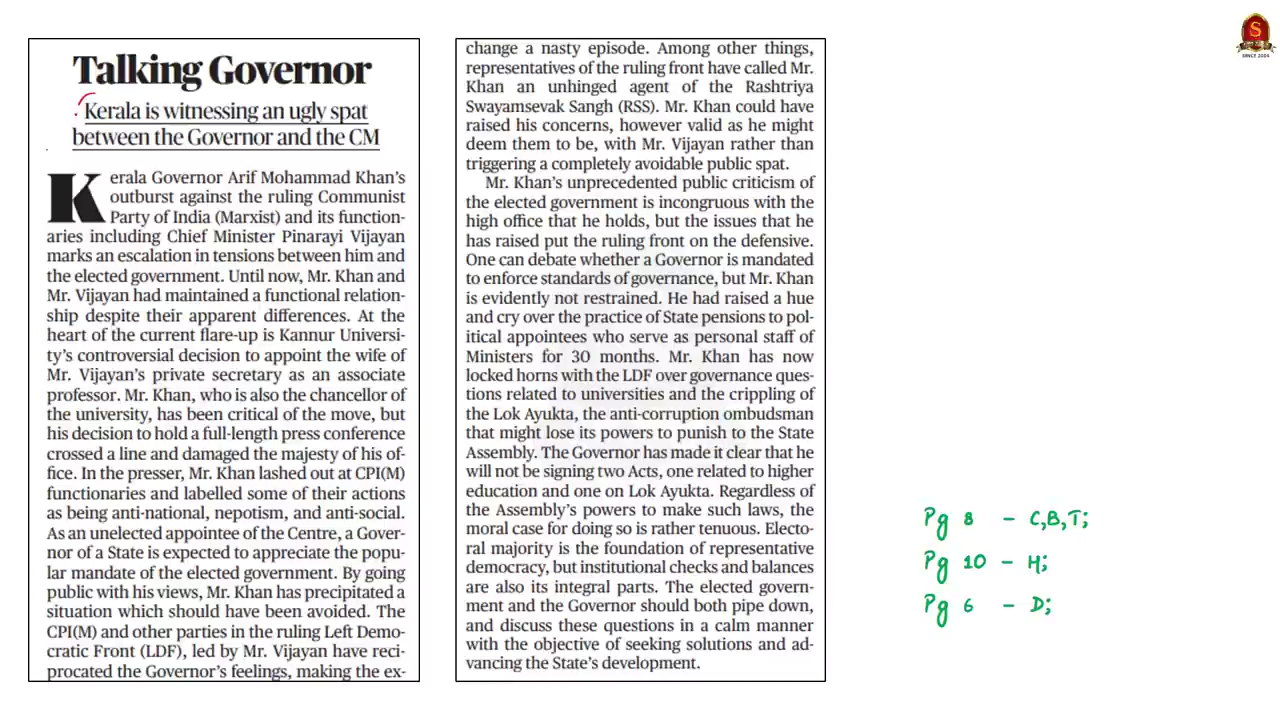 Talking Governor
Kerala is witnessing an ugly spat
between the Governor and the CM
Kerala Governor Arif Mohammad Khan's
outburst against the ruling Communist
Party of India (Marxist) and its function-
aries including Chief Minister Pinarayi Vijayan
marks an escalation in tensions between him and
the elected government. Until now, Mr. Khan and
Mr. Vijayan had maintained a functional relation-
ship despite their apparent differences. At the
heart of the current flare-up is Kannur Universi-
ty's controversial decision to appoint the wife of
Mr. Vijayan's private secretary as an associate
professor. Mr. Khan, who is also the chancellor of
the university, has been critical of the move, but
his decision to hold a full-length press conference
crossed a line and damaged the majesty of his of-
fice. In the presser, Mr. Khan lashed out at CPI(M)
functionaries and labelled some of their actions
as being anti-national, nepotism, and anti-social.
As an unelected appointee of the Centre, a Gover-
nor of a State is expected to appreciate the popu-
lar mandate of the elected government. By going
public with his views, Mr. Khan has precipitated a
situation which should have been avoided. The
CPI(M) and other parties in the ruling Left Demo-
cratic Front (LDF), led by Mr. Vijayan have reci-
procated the Governor's feelings, making the ex-
change a nasty episode. Among other things,
representatives of the ruling front have called Mr.
Khan an unhinged agent of the Rashtriya
Swayamsevak Sangh (RSS). Mr. Khan could have
raised his concerns, however valid as he might
deem them to be, with Mr. Vijayan rather than
triggering a completely avoidable public spat.
Mr. Khan's unprecedented public criticism of
the elected government is incongruous with the
high office that he holds, but the issues that he
has raised put the ruling front on the defensive.
One can debate whether a Governor is mandated
to enforce standards of governance, but Mr. Khan
is evidently not restrained. He had raised a hue
and cry over the practice of State pensions to pol-
itical appointees who serve as personal staff of
Ministers for 30 months. Mr. Khan has now
locked horns with the LDF over governance ques-
tions related to universities and the crippling of
the Lok Ayukta, the anti-corruption ombudsman
that might lose its powers to punish to the State
Assembly. The Governor has made it clear that he
will not be signing two Acts, one related to higher
education and one on Lok Ayukta. Regardless of
the Assembly's powers to make such laws, the
moral case for doing so is rather tenuous. Electo-
ral majority is the foundation of representative
democracy, but institutional checks and balances
are also its integral parts. The elected govern-
ment and the Governor should both pipe down,
and discuss these questions in a calm manner
with the objective of seeking solutions and ad-
vancing the State's development.
Pg 8 - C,B,T;
Pg 10 - H;
Pg 6 - D;
S
SINCE 2004